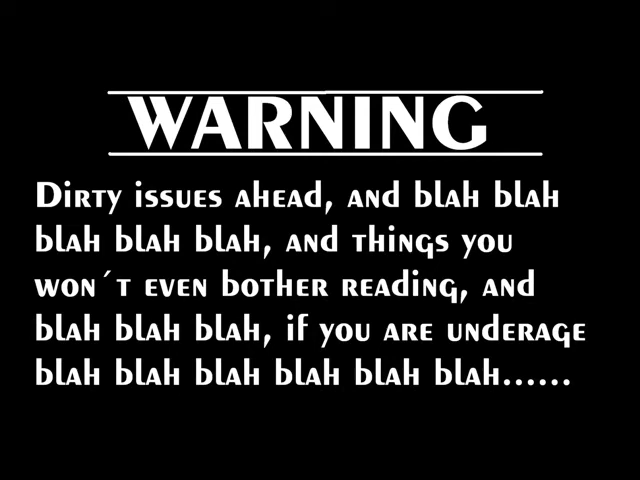 WARNING
Dirty issues ahead, and blah blah
blah blah blah, and things you
won´t even bother reading, and
blah blah blah, if you are underage
blah blah blah blah blah blah......